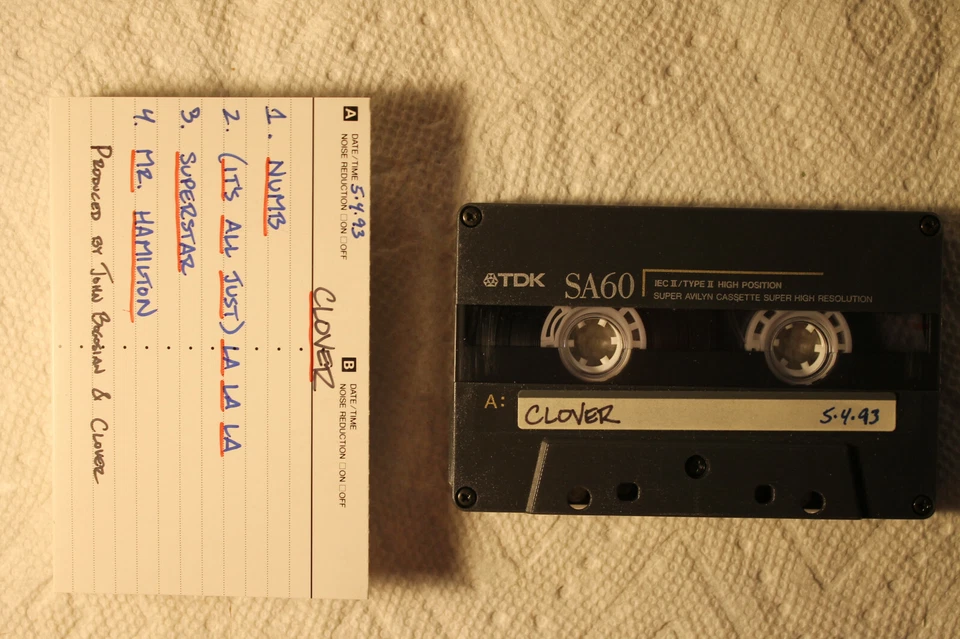 A DATE/TIME 5.4.93
NOISE REDUCTION ON OFF
B DATE/TIME
NOISE REDUCTION ON OFF
CLOVER
1. NUMB
2. (IT'S ALL JUST) LA LA LA
3. SUPERSTAR
4. MR. HAMILTON
PRODUCED BY JOHN BOGOSIAN & CLOVER
TDK SA60 IEC II/TYPE II HIGH POSITION
SUPER AVILYN CASSETTE SUPER HIGH RESOLUTION
A: CLOVER 5.4.93